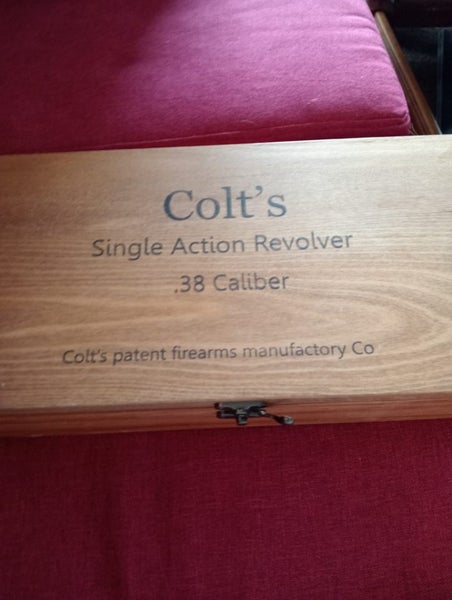 Colt's
Single Action Revolver
.38 Caliber
Colt's patent firearms manufactory Co